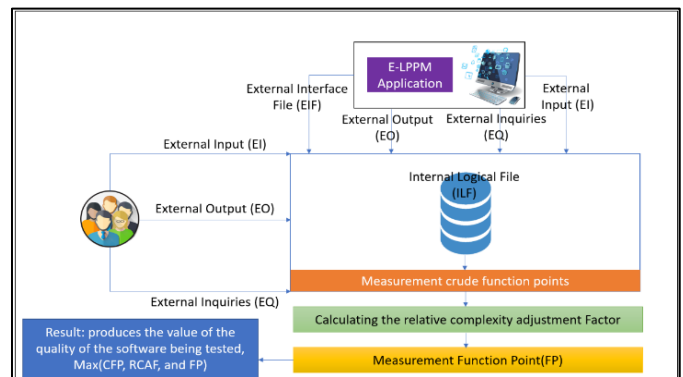 E-LPPM
Application
External Interface
File (EIF)
External
Input (EI)
External Output
(EO)
External Inquiries
(EQ)
External Input (EI)
Internal Logical File
(ILF)
External Output (EO)
Measurement crude function points
External Inquiries (EQ)
Calculating the relative complexity adjustment Factor
Result: produces the value of the
quality of the software being tested,
Max(CFP, RCAF, and FP)
Measurement Function Point(FP)